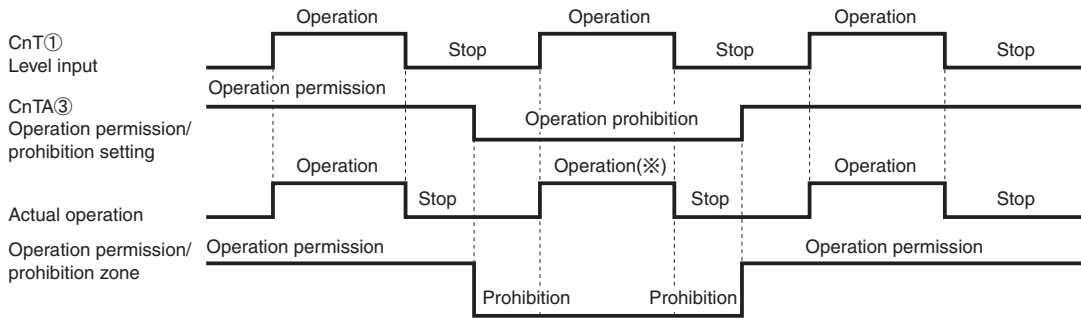 Operation Operation Operation
CnT①
Level input
Stop Stop Stop
Operation permission
CnTA③
Operation permission/
prohibition setting
Operation prohibition
Operation Operation(※) Operation
Actual operation
Stop Stop Stop
Operation permission/
prohibition zone
Operation permission Operation permission
Prohibition Prohibition